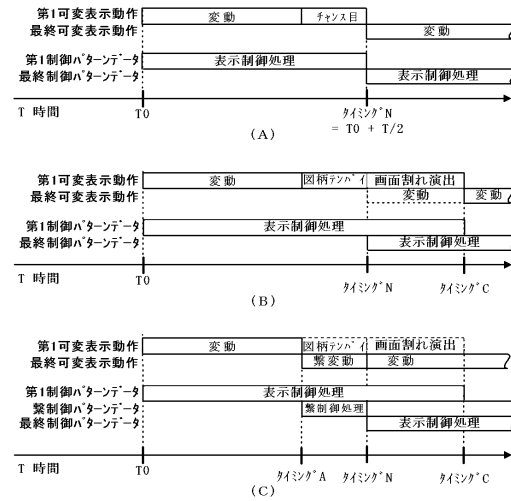 第1可変表示動作 変動 チャンス目
最終可変表示動作 変動
第1制御パターンデータ 表示制御処理
最終制御パターンデータ 表示制御処理
T 時間 T0 タイミングN
= T0 + T/2
(A)
第1可変表示動作 変動 図柄テンパイ 画面割れ演出
最終可変表示動作 変動 変動
第1制御パターンデータ 表示制御処理
最終制御パターンデータ 表示制御処理
T 時間 T0 タイミングN タイミングC
(B)
第1可変表示動作 変動 図柄テンパイ 画面割れ演出
最終可変表示動作 繋変動 変動
第1制御パターンデータ 表示制御処理
繋制御パターンデータ 繋制御処理
最終制御パターンデータ 表示制御処理
T 時間 T0 タイミングA タイミングN タイミングC
(C)